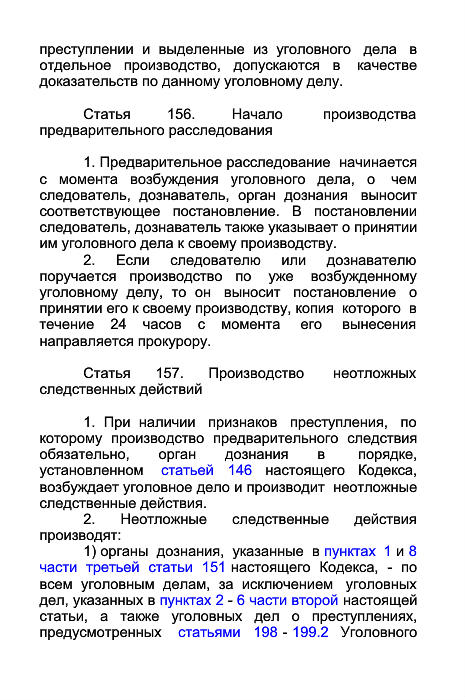 преступлении и выделенные из уголовного дела в
отдельное производство, допускаются в качестве
доказательств по данному уголовному делу.
Статья 156. Начало производства
предварительного расследования
1. Предварительное расследование начинается
с момента возбуждения уголовного дела, о чем
следователь, дознаватель, орган дознания выносит
соответствующее постановление. В постановлении
следователь, дознаватель также указывает о принятии
им уголовного дела к своему производству.
2. Если следователю или дознавателю
поручается производство по уже возбужденному
уголовному делу, то он выносит постановление о
принятии его к своему производству, копия которого в
течение 24 часов с момента его вынесения
направляется прокурору.
Статья 157. Производство неотложных
следственных действий
1. При наличии признаков преступления, по
которому производство предварительного следствия
обязательно, орган дознания в порядке,
установленном статьей 146 настоящего Кодекса,
возбуждает уголовное дело и производит неотложные
следственные действия.
2. Неотложные следственные действия
производят:
1) органы дознания, указанные в пунктах 1 и 8
части третьей статьи 151 настоящего Кодекса, - по
всем уголовным делам, за исключением уголовных
дел, указанных в пунктах 2 - 6 части второй настоящей
статьи, а также уголовных дел о преступлениях,
предусмотренных статьями 198 - 199.2 Уголовного